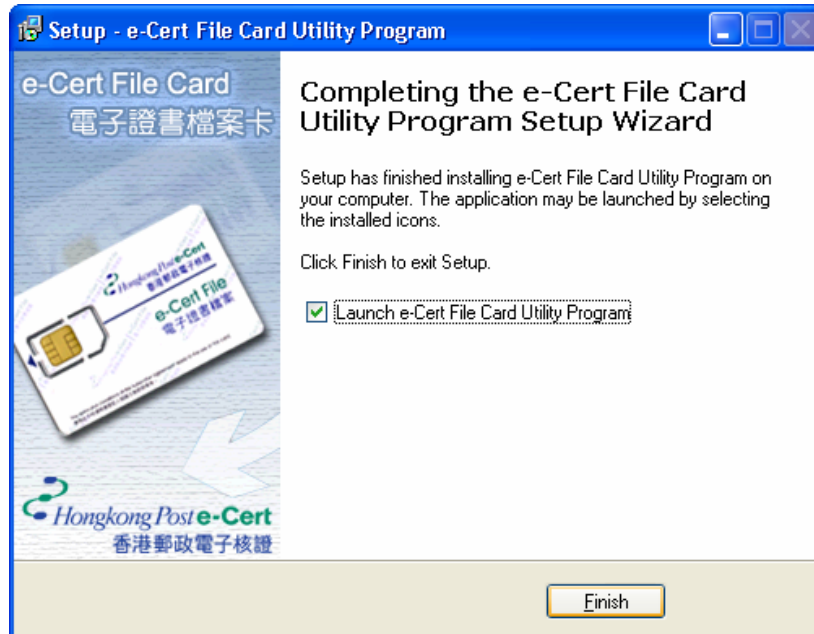 Setup - e-Cert File Card Utility Program
e-Cert File Card
電子證書檔案卡
Hongkong Post e-Cert
香港郵政電子核證
e-Cert File
電子證書檔案
Hongkong Post e-Cert
香港郵政電子核證
Completing the e-Cert File Card
Utility Program Setup Wizard
Setup has finished installing e-Cert File Card Utility Program on
your computer. The application may be launched by selecting
the installed icons.
Click Finish to exit Setup.
Launch e-Cert File Card Utility Program
Finish